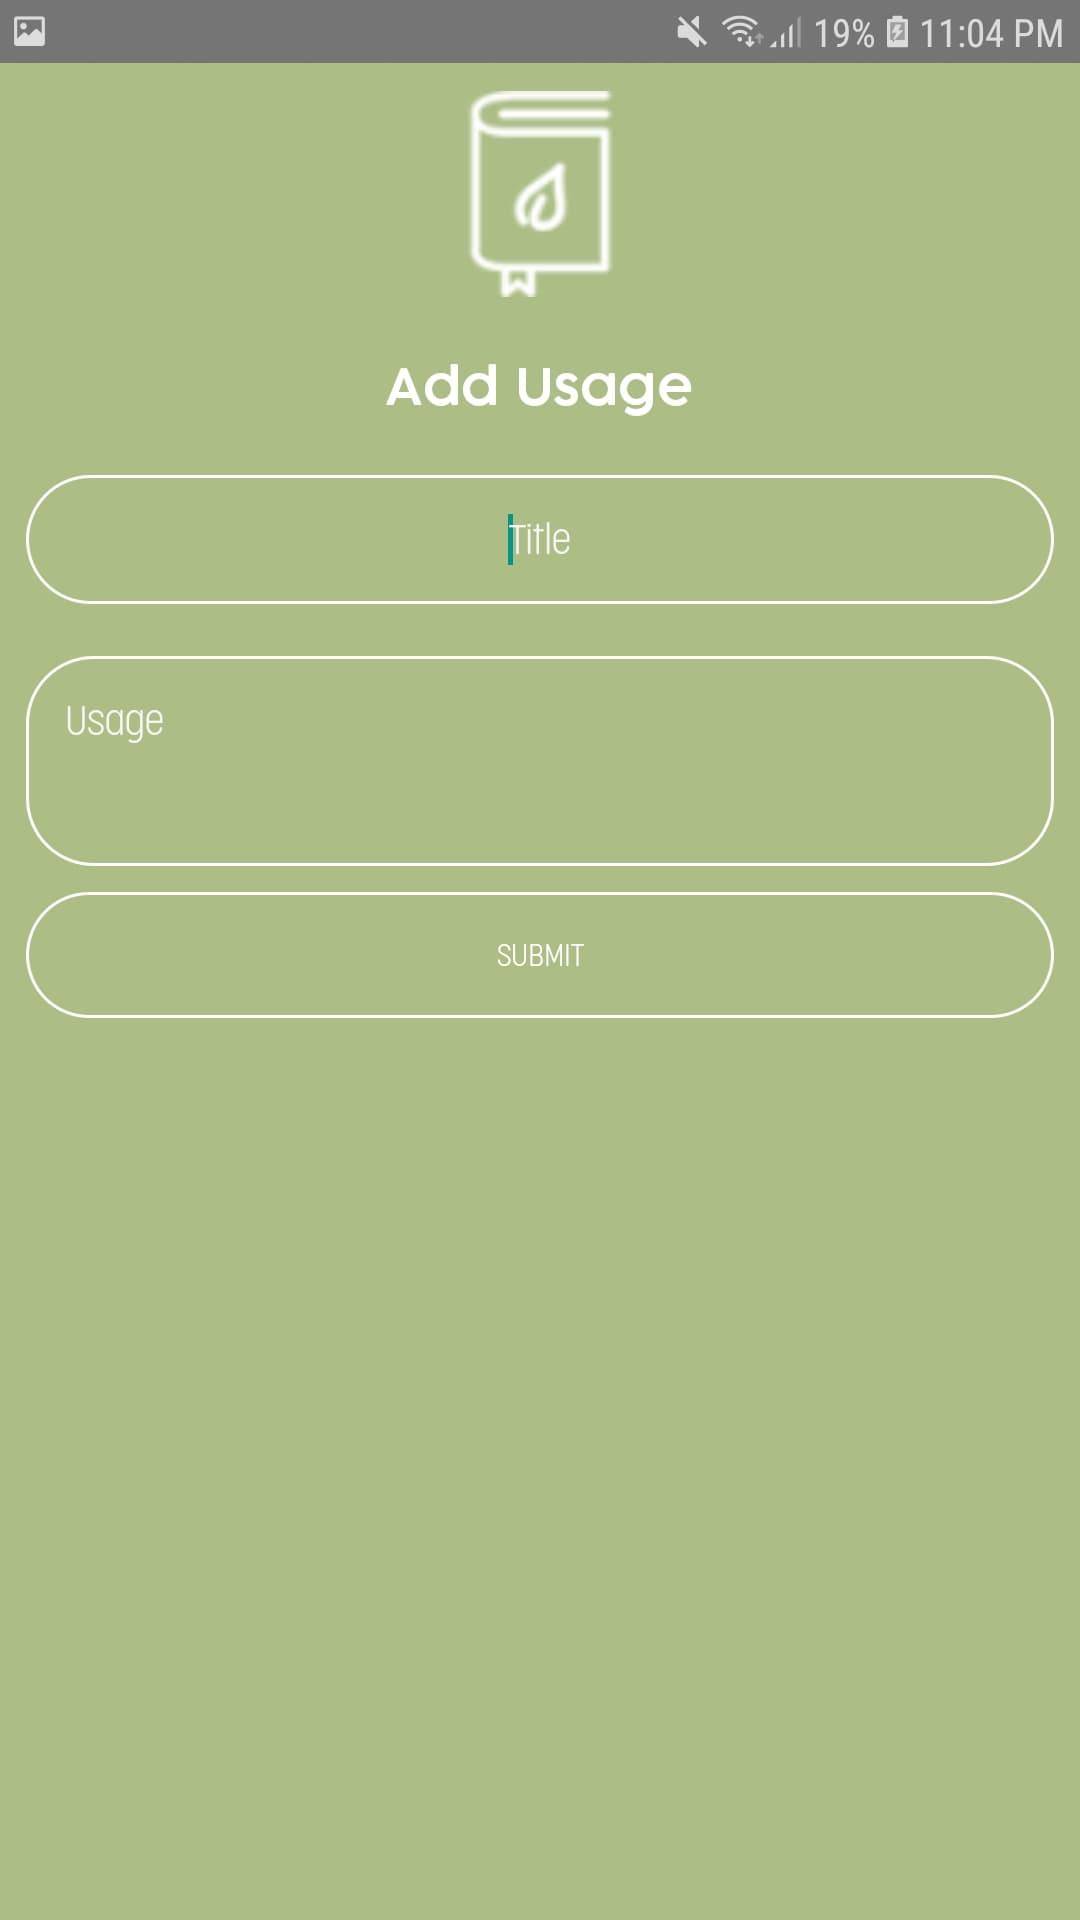 19% 11:04 PM
Add Usage
Title
Usage
SUBMIT